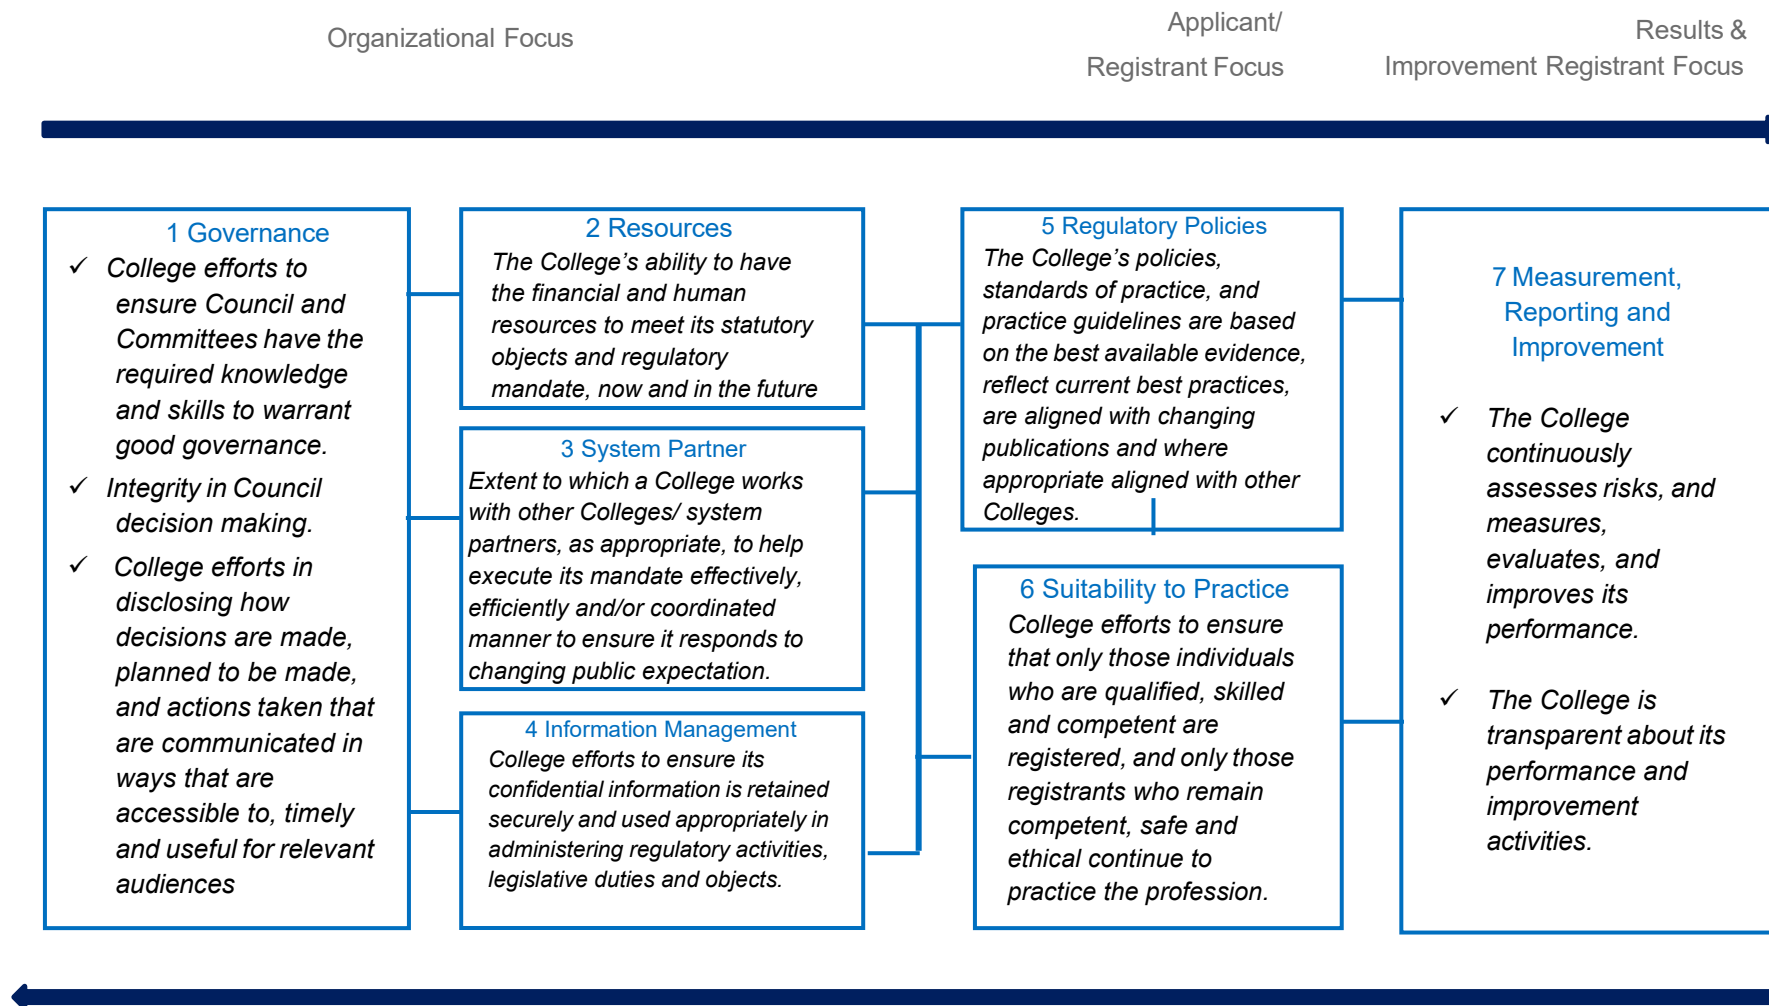 Organizational Focus
Applicant/
Registrant Focus
Results &
Improvement Registrant Focus
1 Governance
✓ College efforts to
ensure Council and
Committees have the
required knowledge
and skills to warrant
good governance.
✓ Integrity in Council
decision making.
✓ College efforts in
disclosing how
decisions are made,
planned to be made,
and actions taken that
are communicated in
ways that are
accessible to, timely
and useful for relevant
audiences
2 Resources
The College’s ability to have
the financial and human
resources to meet its statutory
objects and regulatory
mandate, now and in the future
3 System Partner
Extent to which a College works
with other Colleges/ system
partners, as appropriate, to help
execute its mandate effectively,
efficiently and/or coordinated
manner to ensure it responds to
changing public expectation.
4 Information Management
College efforts to ensure its
confidential information is retained
securely and used appropriately in
administering regulatory activities,
legislative duties and objects.
5 Regulatory Policies
The College’s policies,
standards of practice, and
practice guidelines are based
on the best available evidence,
reflect current best practices,
are aligned with changing
publications and where
appropriate aligned with other
Colleges.
6 Suitability to Practice
College efforts to ensure
that only those individuals
who are qualified, skilled
and competent are
registered, and only those
registrants who remain
competent, safe and
ethical continue to
practice the profession.
7 Measurement,
Reporting and
Improvement
✓ The College
continuously
assesses risks, and
measures,
evaluates, and
improves its
performance.
✓ The College is
transparent about its
performance and
improvement
activities.